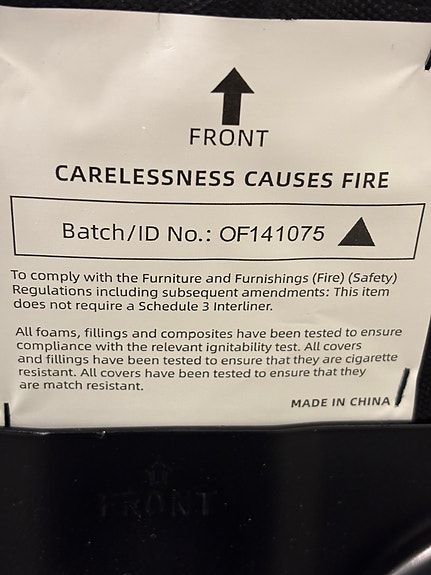 FRONT
CARELESSNESS CAUSES FIRE
Batch/ID No.: OF141075
To comply with the Furniture and Furnishings (Fire) (Safety)
Regulations including subsequent amendments: This item
does not require a Schedule 3 Interliner.
All foams, fillings and composites have been tested to ensure
compliance with the relevant ignitability test. All covers
and fillings have been tested to ensure that they are cigarette
resistant. All covers have been tested to ensure that they
are match resistant.
MADE IN CHINA
FRONT